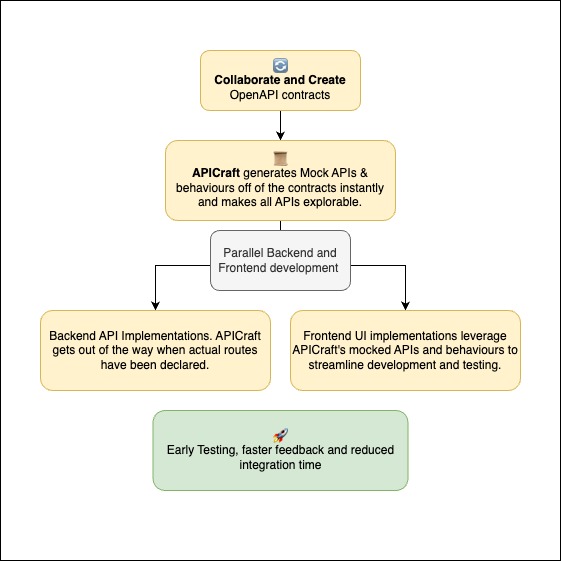 Collaborate and Create
OpenAPI contracts
APICraft generates Mock APIs &
behaviours off of the contracts instantly
and makes all APIs explorable.
Parallel Backend and
Frontend development
Backend API Implementations. APICraft
gets out of the way when actual routes
have been declared.
Frontend UI implementations leverage
APICraft's mocked APIs and behaviours to
streamline development and testing.
Early Testing, faster feedback and reduced
integration time